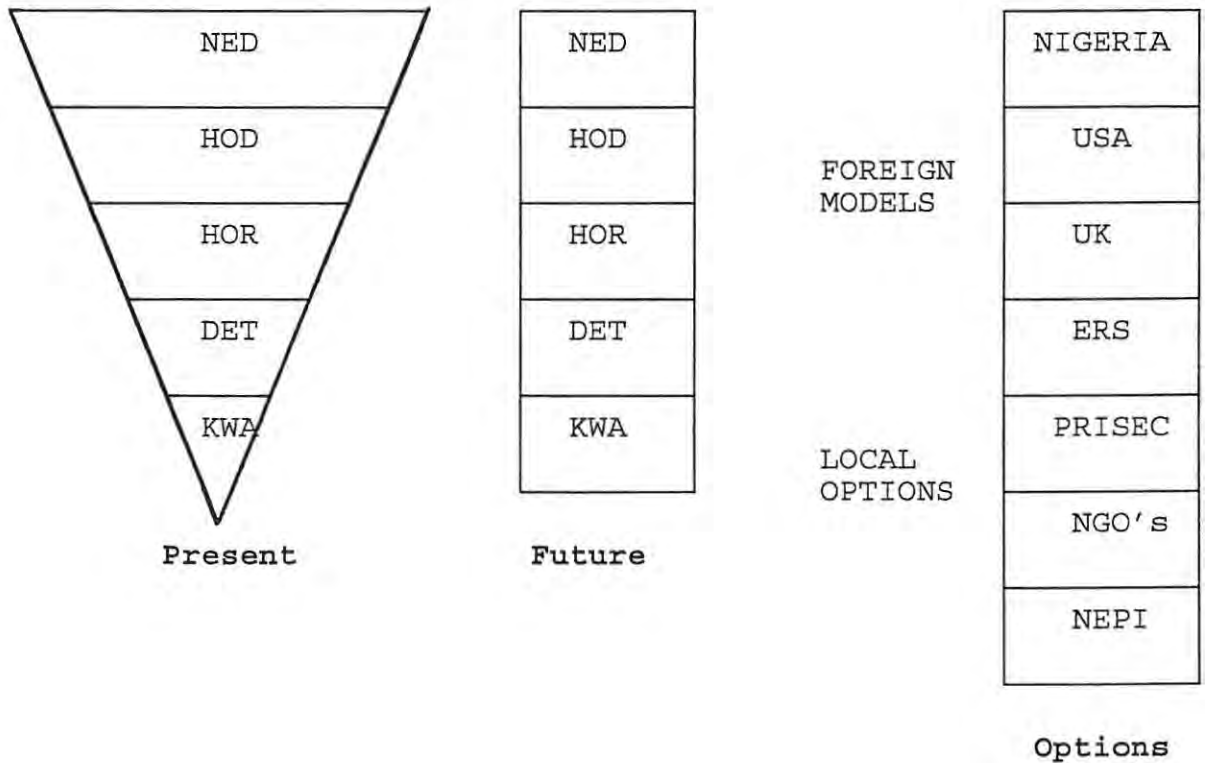 NED
HOD
HOR
DET
KWA
Present
NED
HOD
HOR
DET
KWA
Future
FOREIGN
MODELS
LOCAL
OPTIONS
NIGERIA
USA
UK
ERS
PRISEC
NGO's
NEPI
Options